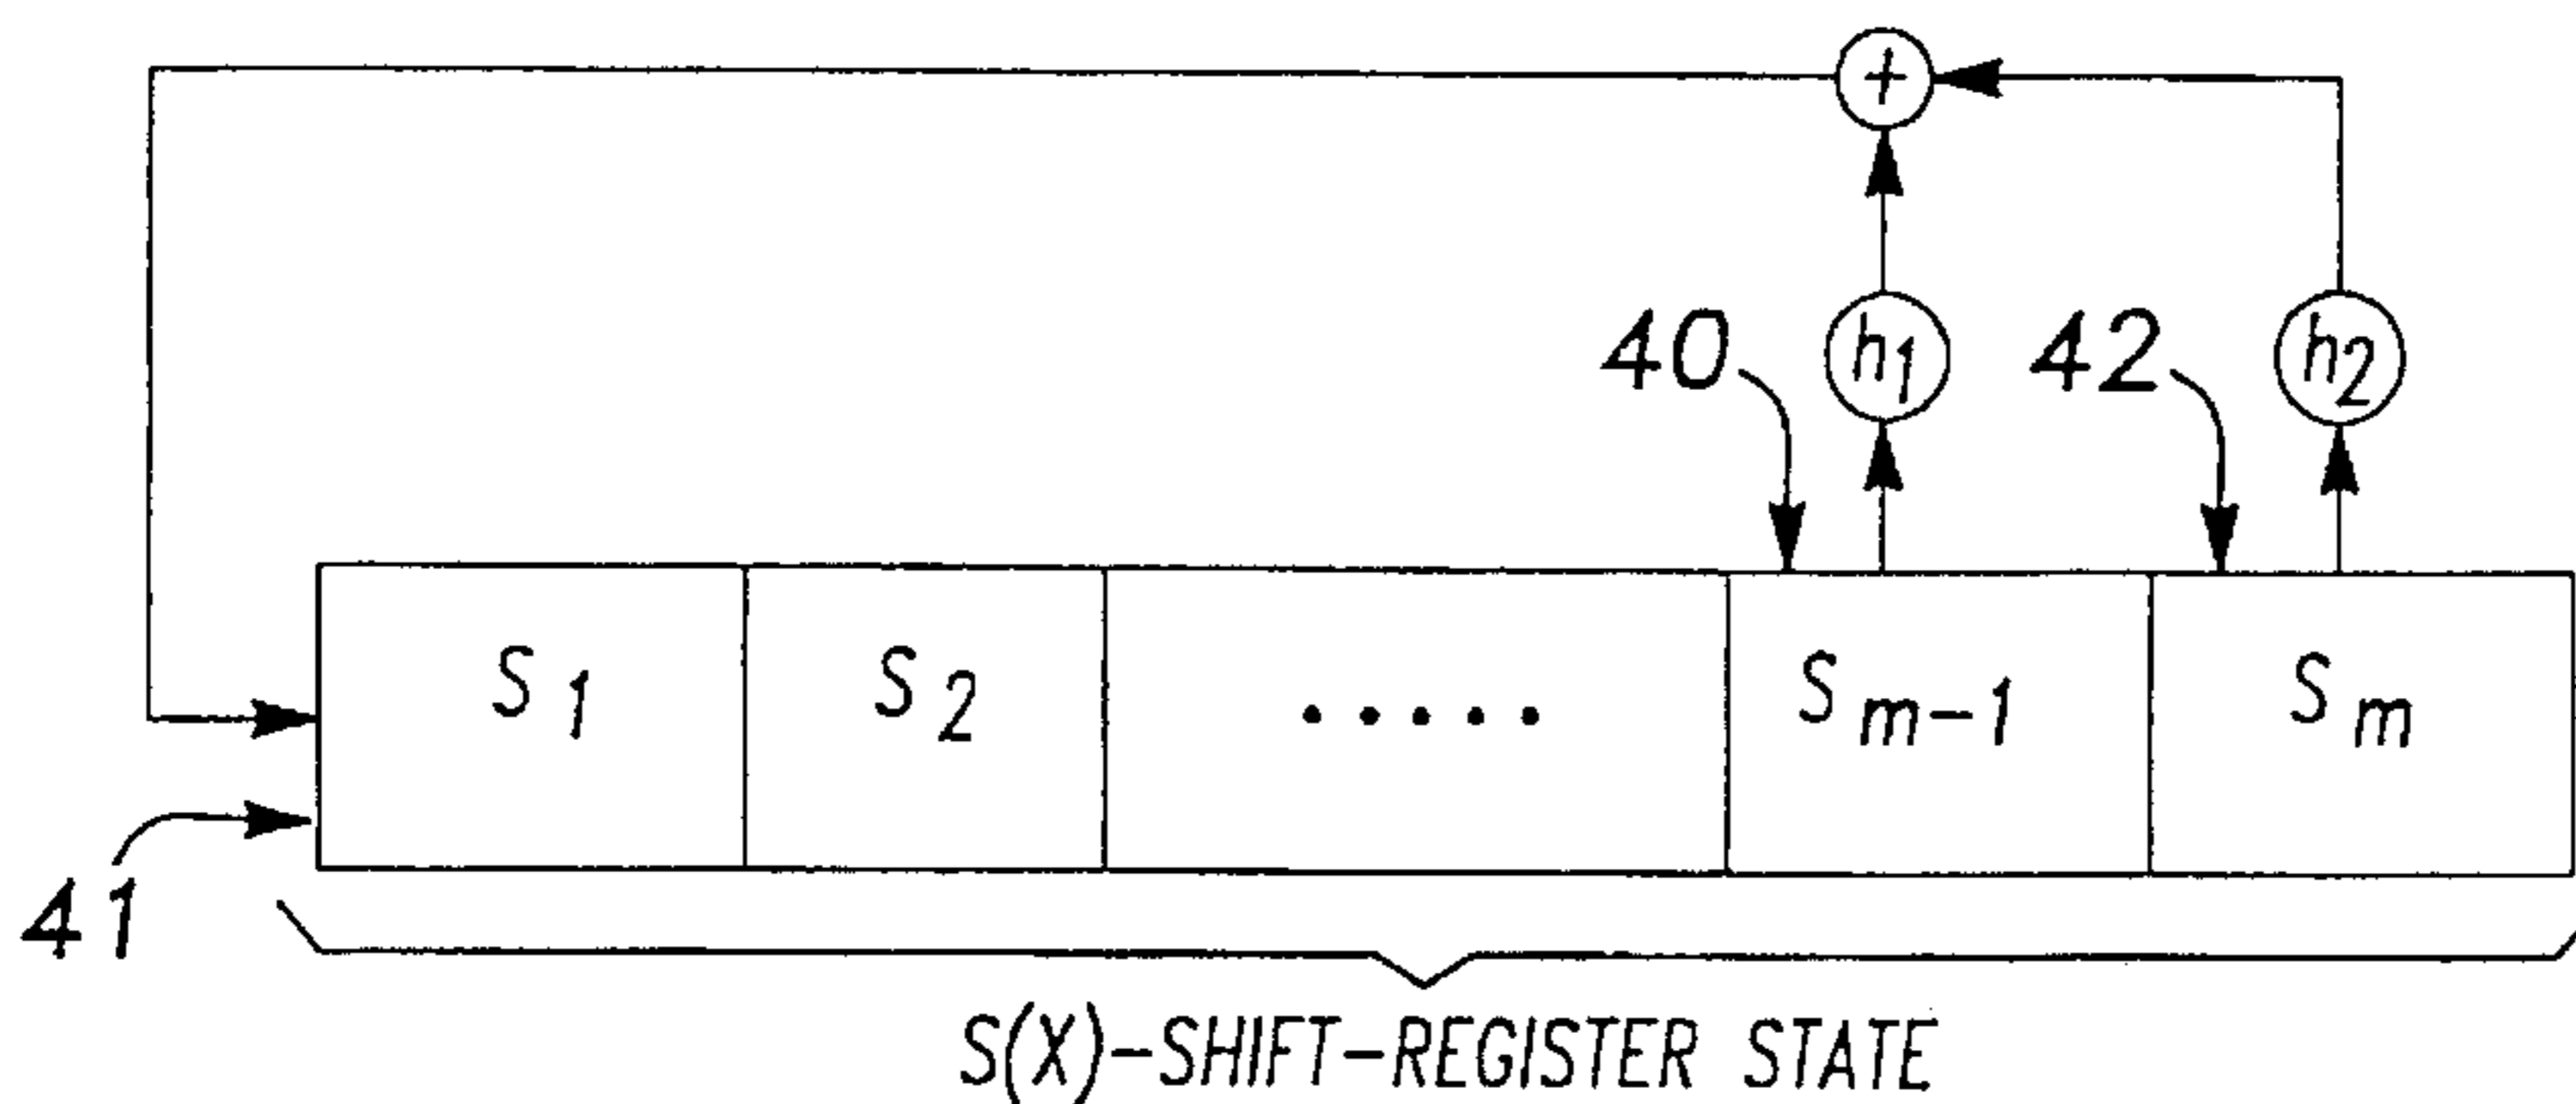 +
40 h1 42 h2
S1 S2 ..... Sm-1 Sm
41
S(X)-SHIFT-REGISTER STATE